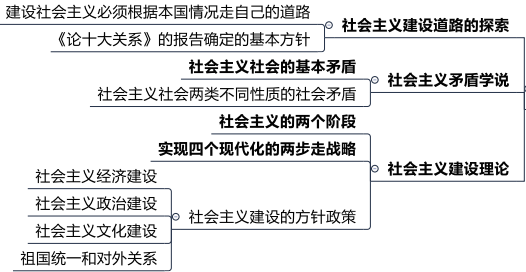 建设社会主义必须根据本国情况走自己的道路
社会主义建设道路的探索
《论十大关系》的报告确定的基本方针
社会主义社会的基本矛盾
社会主义矛盾学说
社会主义社会两类不同性质的社会矛盾
社会主义的两个阶段
实现四个现代化的两步走战略
社会主义建设理论
社会主义经济建设
社会主义政治建设
社会主义建设的方针政策
社会主义文化建设
祖国统一和对外关系